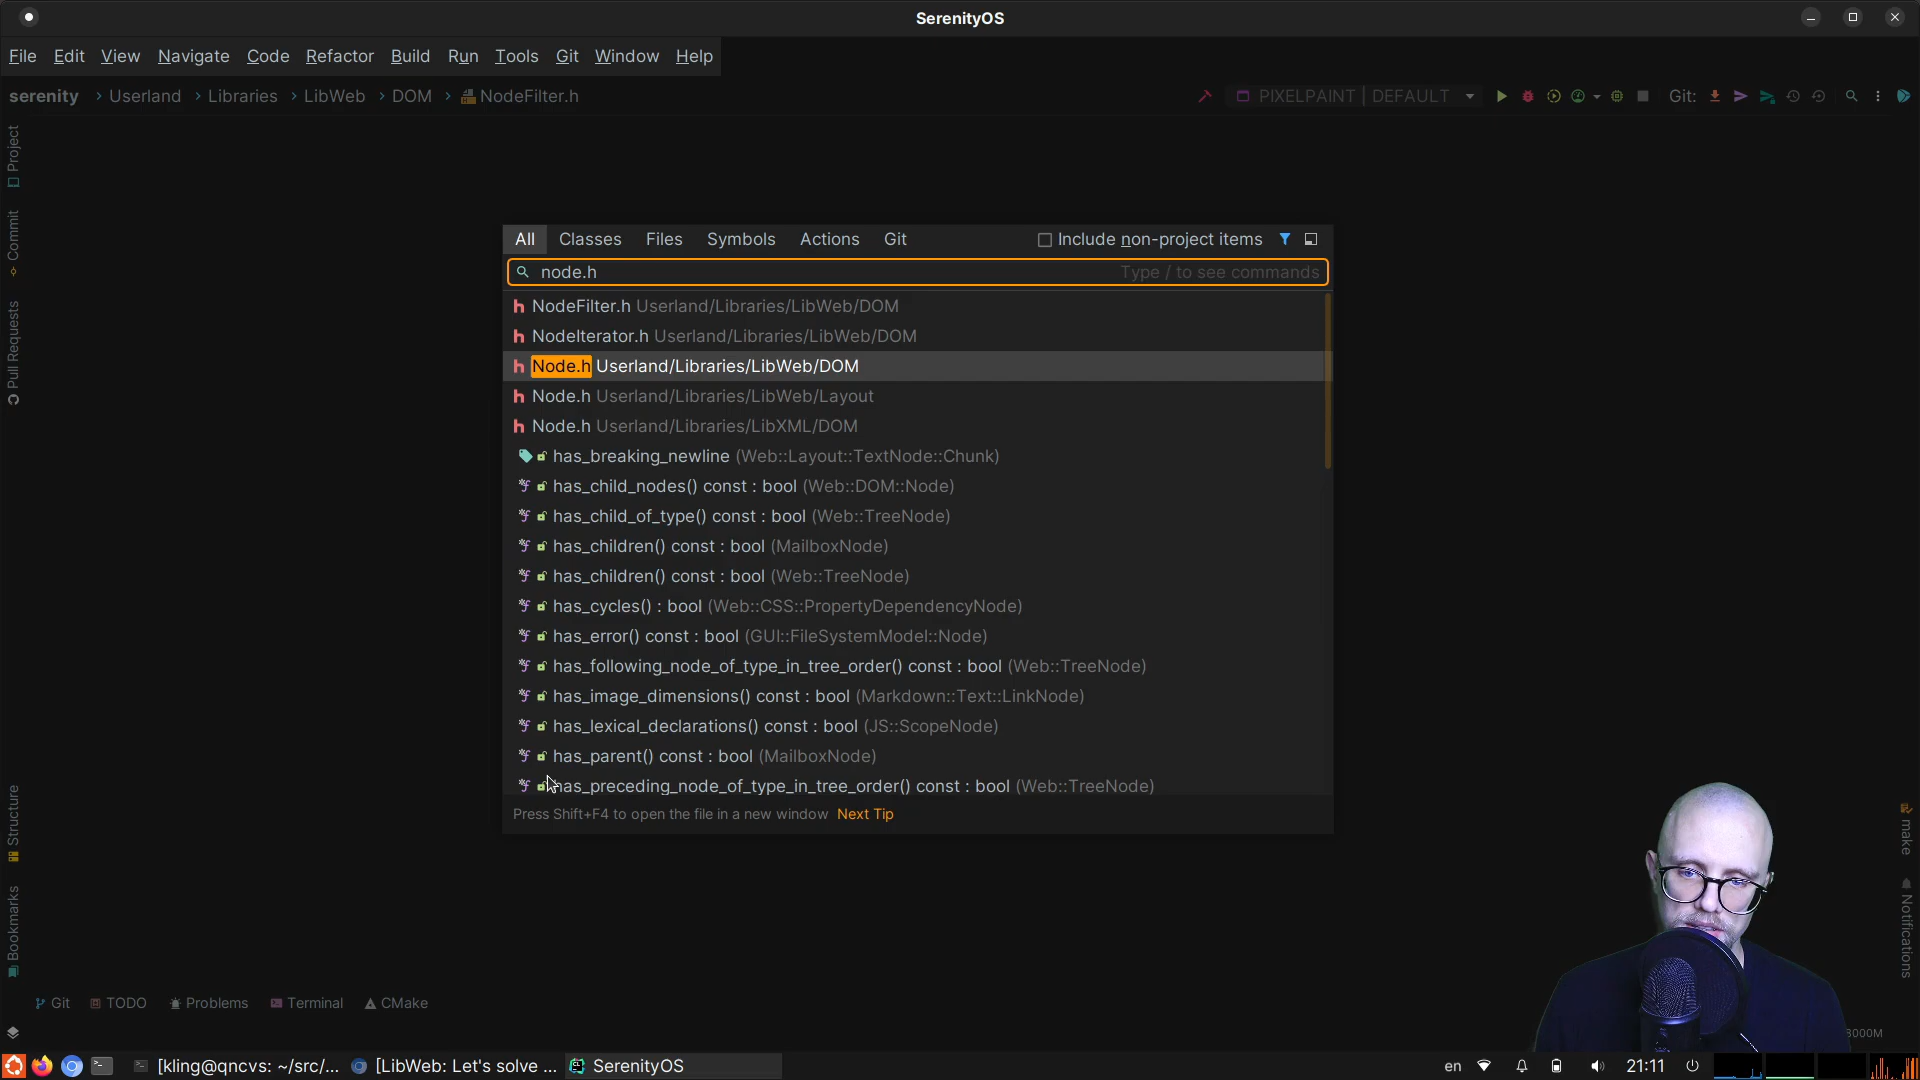 SerenityOS
File Edit View Navigate Code Refactor Build Run Tools Git Window Help
serenity › Userland › Libraries › LibWeb › DOM › NodeFilter.h
PIXELPAINT | DEFAULT
Git:
Project
Commit
Pull Requests
Structure
Bookmarks
All Classes Files Symbols Actions Git
Include non-project items
node.h
Type / to see commands
NodeFilter.h Userland/Libraries/LibWeb/DOM
NodeIterator.h Userland/Libraries/LibWeb/DOM
Node.h Userland/Libraries/LibWeb/DOM
Node.h Userland/Libraries/LibWeb/Layout
Node.h Userland/Libraries/LibXML/DOM
has_breaking_newline (Web::Layout::TextNode::Chunk)
has_child_nodes() const : bool (Web::DOM::Node)
has_child_of_type() const : bool (Web::TreeNode)
has_children() const : bool (MailboxNode)
has_children() const : bool (Web::TreeNode)
has_cycles() : bool (Web::CSS::PropertyDependencyNode)
has_error() const : bool (GUI::FileSystemModel::Node)
has_following_node_of_type_in_tree_order() const : bool (Web::TreeNode)
has_image_dimensions() const : bool (Markdown::Text::LinkNode)
has_lexical_declarations() const : bool (JS::ScopeNode)
has_parent() const : bool (MailboxNode)
has_preceding_node_of_type_in_tree_order() const : bool (Web::TreeNode)
Press Shift+F4 to open the file in a new window Next Tip
make
Notifications
Git TODO Problems Terminal CMake
[kling@qncvs: ~/src/... [LibWeb: Let's solve ... SerenityOS
en 21:11